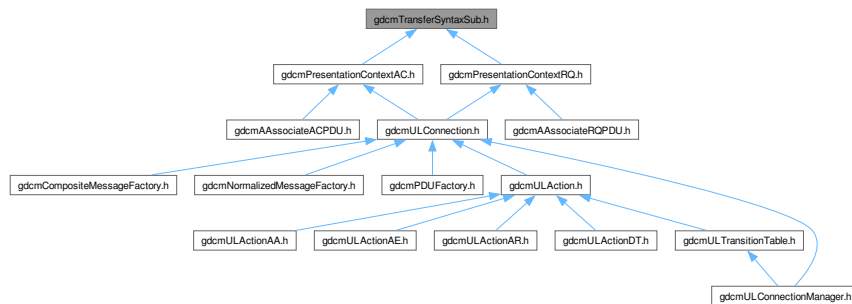 gdcmTransferSyntaxSub.h
gdcmPresentationContextAC.h
gdcmPresentationContextRQ.h
gdcmAAssociateACPDU.h
gdcmULConnection.h
gdcmAAssociateRQPDU.h
gdcmCompositeMessageFactory.h
gdcmNormalizedMessageFactory.h
gdcmPDUFactory.h
gdcmULAction.h
gdcmULActionAA.h
gdcmULActionAE.h
gdcmULActionAR.h
gdcmULActionDT.h
gdcmULTransitionTable.h
gdcmULConnectionManager.h